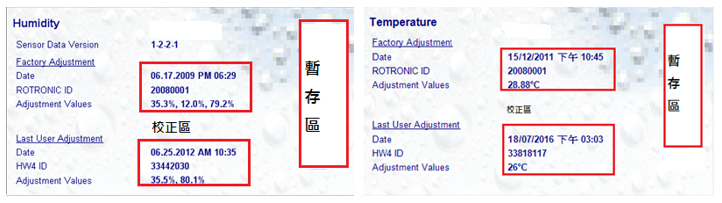 Humidity
Sensor Data Version 1-2-2-1
Factory Adjustment
Date 06.17.2009 PM 06:29
ROTRONIC ID 20080001
Adjustment Values 35.3%, 12.0%, 79.2%
校正區
Last User Adjustment
Date 06.25.2012 AM 10:35
HW4 ID 33442030
Adjustment Values 35.5%, 80.1%
暫
存
區
Temperature
Factory Adjustment
Date 15/12/2011 下午 10:45
ROTRONIC ID 20080001
Adjustment Values 28.88°C
校正區
Last User Adjustment
Date 18/07/2016 下午 03:03
HW4 ID 33818117
Adjustment Values 26°C
暫
存
區